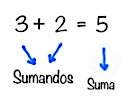 3 + 2 = 5
Sumandos Suma